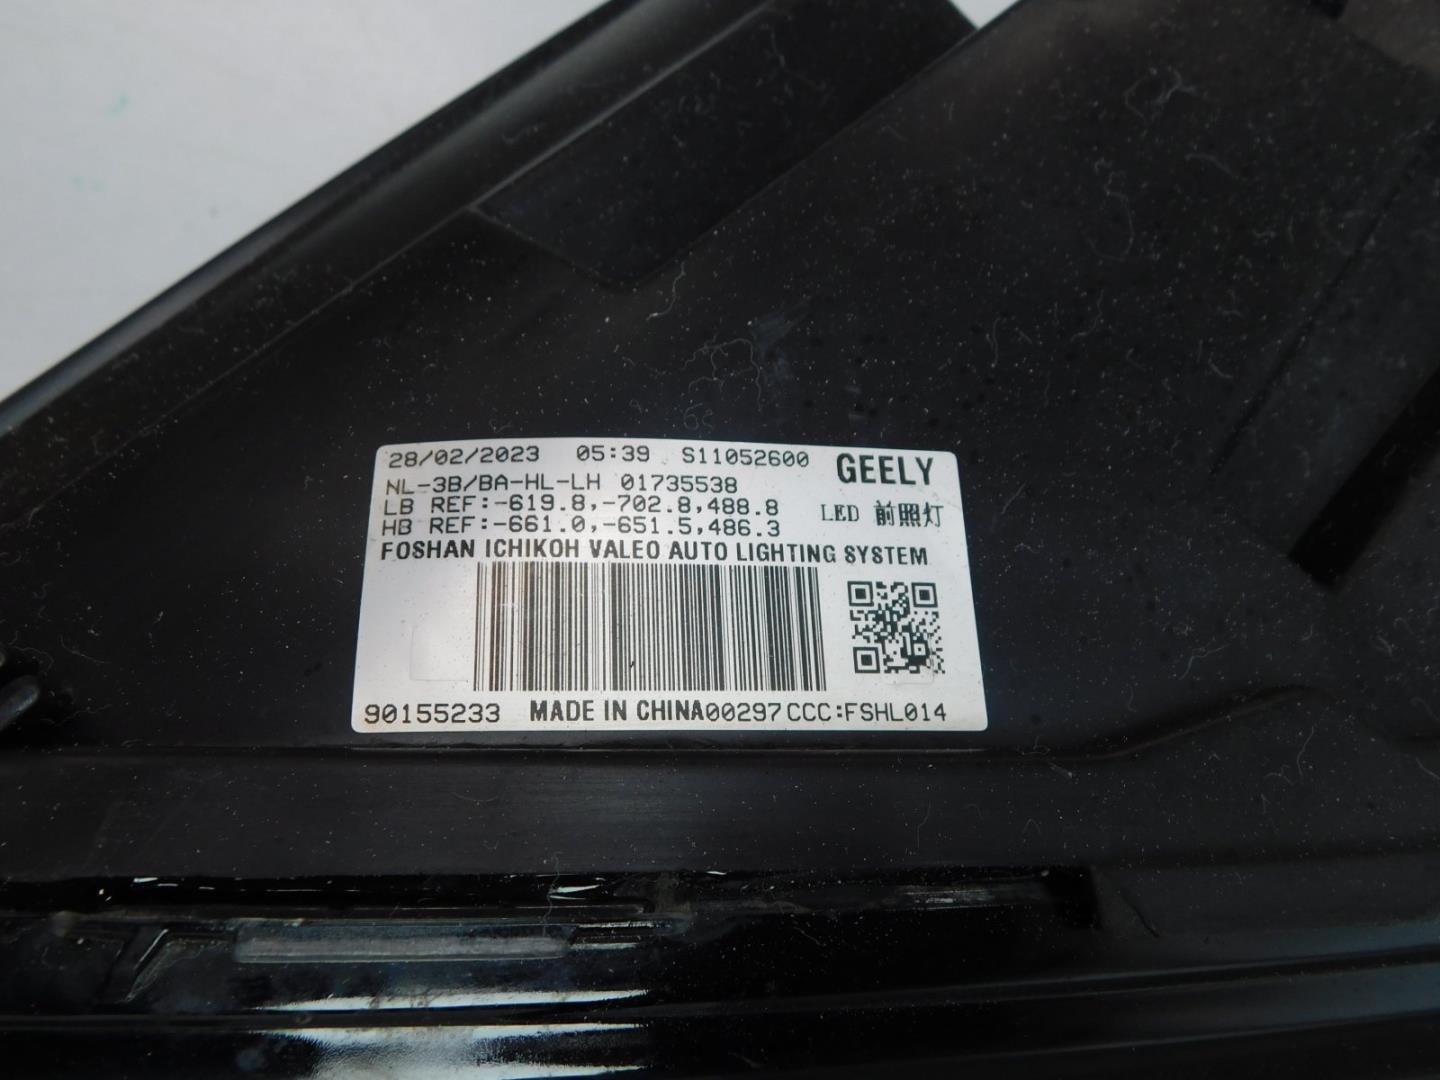 28/02/2023 05:39 S11052600 GEELY
NL-3B/BA-HL-LH 01735538
LB REF:-619.8,-702.8,488.8
HB REF:-661.0,-651.5,486.3
LED 前照灯
FOSHAN ICHIKOH VALEO AUTO LIGHTING SYSTEM
90155233 MADE IN CHINA00297 CCC:FSHL014